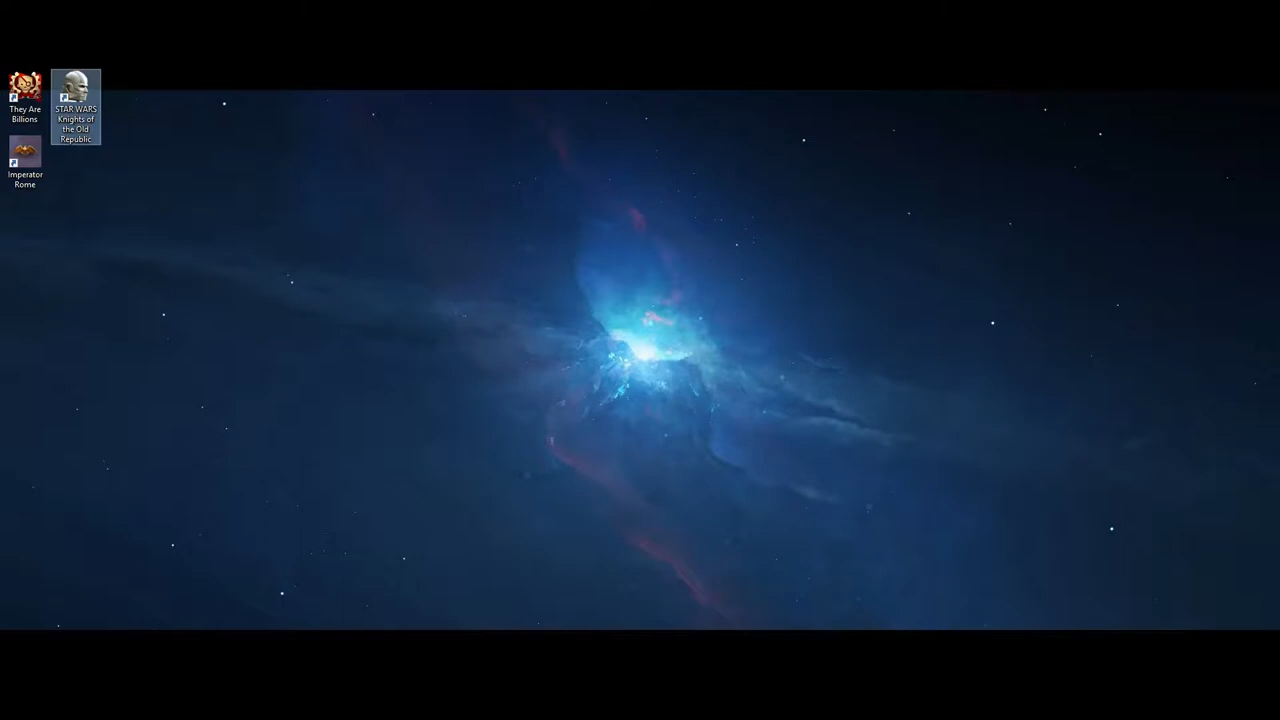 They Are
Billions
STAR WARS
Knights of
the Old
Republic
Imperator
Rome